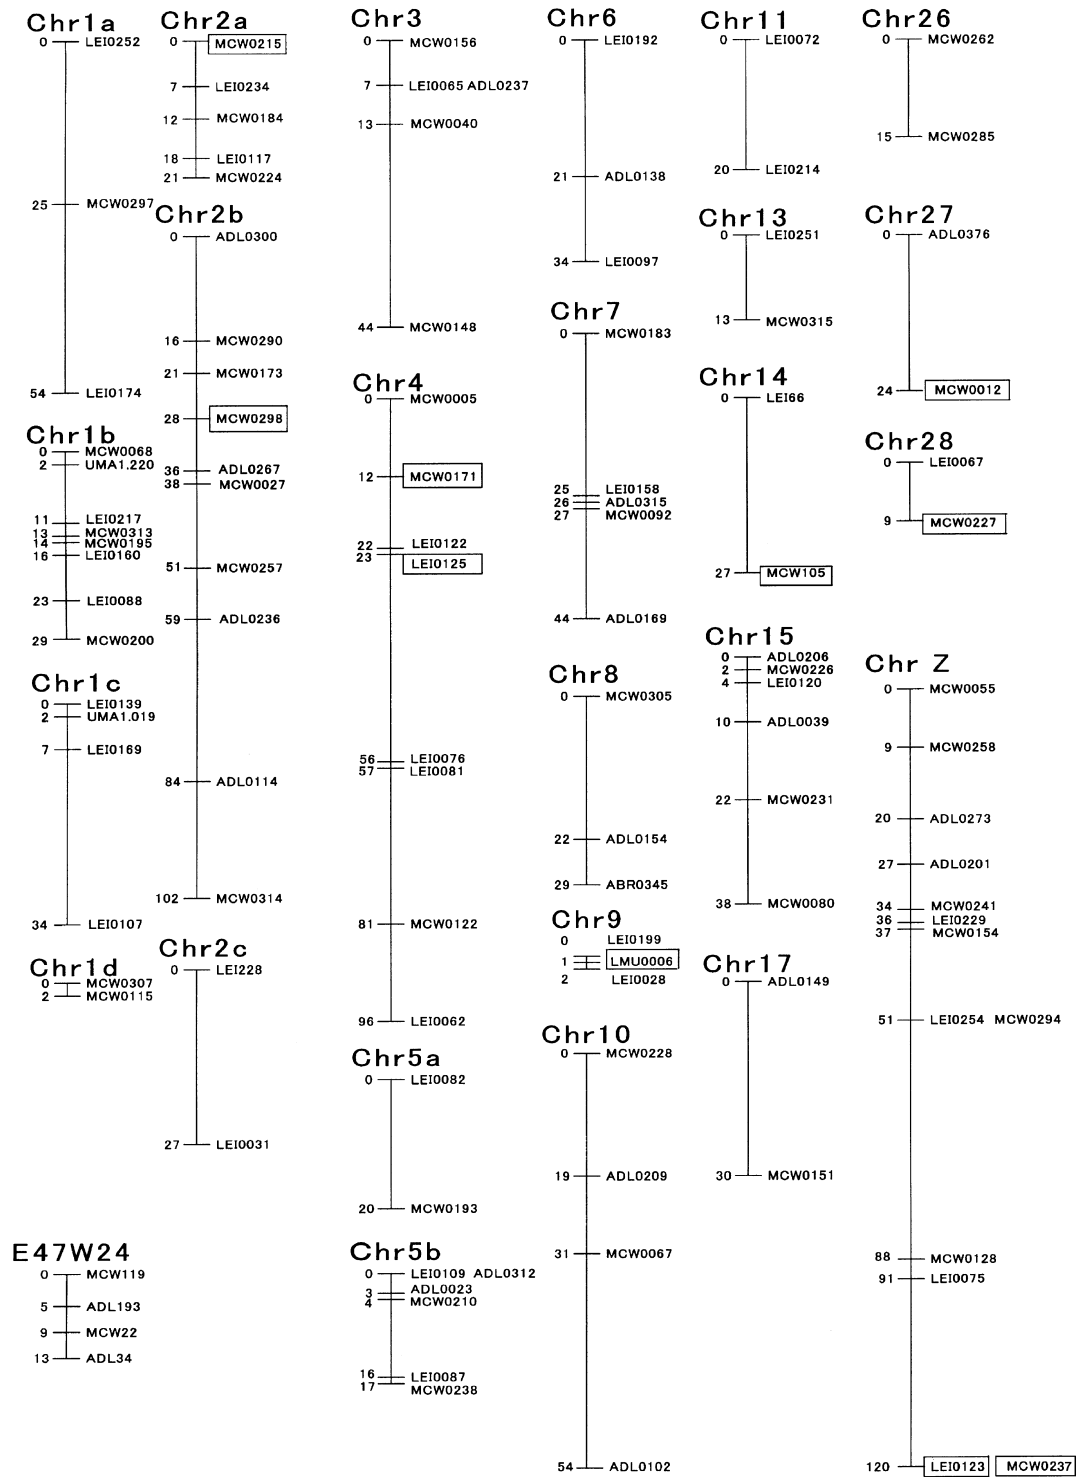 Chr1a
0 LEI0252
25 MCW0297
54 LEI0174
Chr1b
0 MCW0068
2 UMA1.220
11 LEI0217
13 MCW0313
14 MCW0195
16 LEI0160
23 LEI0088
29 MCW0200
Chr1c
0 LEI0139
2 UMA1.019
7 LEI0169
34 LEI0107
Chr1d
0 MCW0307
2 MCW0115
E47W24
0 MCW119
5 ADL193
9 MCW22
13 ADL34
Chr2a
0 MCW0215
7 LEI0234
12 MCW0184
18 LEI0117
21 MCW0224
Chr2b
0 ADL0300
16 MCW0290
21 MCW0173
28 MCW0298
36 ADL0267
38 MCW0027
51 MCW0257
59 ADL0236
84 ADL0114
102 MCW0314
Chr2c
0 LEI228
27 LEI0031
Chr3
0 MCW0156
7 LEI0065 ADL0237
13 MCW0040
44 MCW0148
Chr4
0 MCW0005
12 MCW0171
22 LEI0122
23 LEI0125
56 LEI0076
57 LEI0081
81 MCW0122
96 LEI0062
Chr5a
0 LEI0082
20 MCW0193
Chr5b
0 LEI0109 ADL0312
3 ADL0023
4 MCW0210
16 LEI0087
17 MCW0238
Chr6
0 LEI0192
21 ADL0138
34 LEI0097
Chr7
0 MCW0183
25 LEI0158
26 ADL0315
27 MCW0092
44 ADL0169
Chr8
0 MCW0305
22 ADL0154
29 ABR0345
Chr9
0 LEI0199
1 LMU0006
2 LEI0028
Chr10
0 MCW0228
19 ADL0209
31 MCW0067
54 ADL0102
Chr11
0 LEI0072
20 LEI0214
Chr13
0 LEI0251
13 MCW0315
Chr14
0 LEI66
27 MCW105
Chr15
0 ADL0206
2 MCW0226
4 LEI0120
10 ADL0039
22 MCW0231
38 MCW0080
Chr17
0 ADL0149
30 MCW0151
Chr26
0 MCW0262
15 MCW0285
Chr27
0 ADL0376
24 MCW0012
Chr28
0 LEI0067
9 MCW0227
Chr Z
0 MCW0055
9 MCW0258
20 ADL0273
27 ADL0201
34 MCW0241
36 LEI0229
37 MCW0154
51 LEI0254 MCW0294
88 MCW0128
91 LEI0075
120 LEI0123 MCW0237